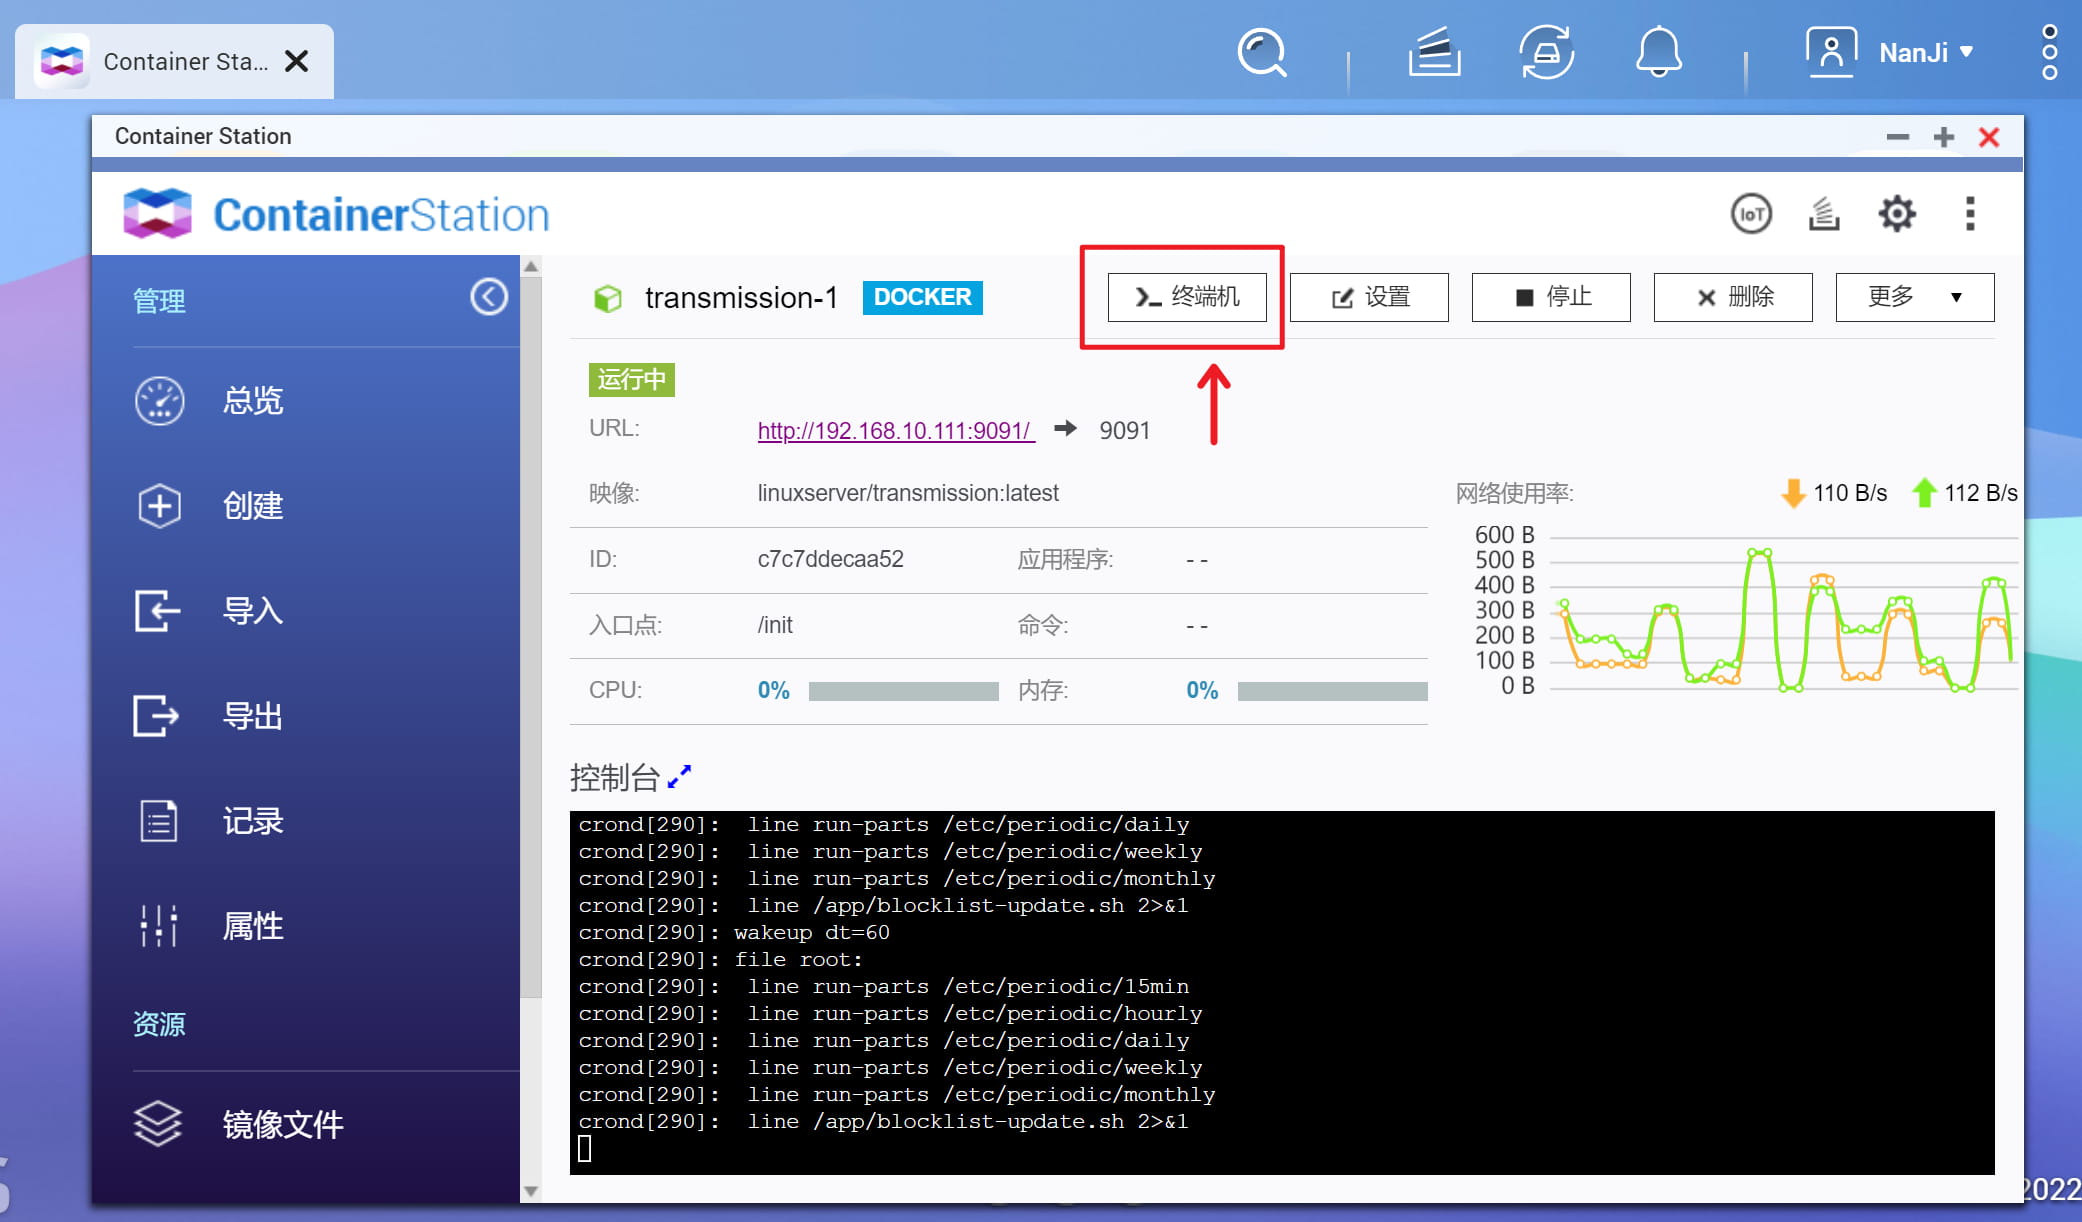 Container Sta...
NanJi
Container Station
ContainerStation
IoT
管理
总览
创建
导入
导出
记录
属性
资源
镜像文件
transmission-1 DOCKER
终端机
设置
停止
删除
更多
运行中
URL: http://192.168.10.111:9091/ 9091
映像: linuxserver/transmission:latest
ID: c7c7ddecaa52 应用程序: - -
入口点: /init 命令: - -
CPU: 0% 内存: 0%
网络使用率: 110 B/s 112 B/s
600 B
500 B
400 B
300 B
200 B
100 B
0 B
控制台
crond[290]:  line run-parts /etc/periodic/daily
crond[290]:  line run-parts /etc/periodic/weekly
crond[290]:  line run-parts /etc/periodic/monthly
crond[290]:  line /app/blocklist-update.sh 2>&1
crond[290]: wakeup dt=60
crond[290]: file root:
crond[290]:  line run-parts /etc/periodic/15min
crond[290]:  line run-parts /etc/periodic/hourly
crond[290]:  line run-parts /etc/periodic/daily
crond[290]:  line run-parts /etc/periodic/weekly
crond[290]:  line run-parts /etc/periodic/monthly
crond[290]:  line /app/blocklist-update.sh 2>&1
2022